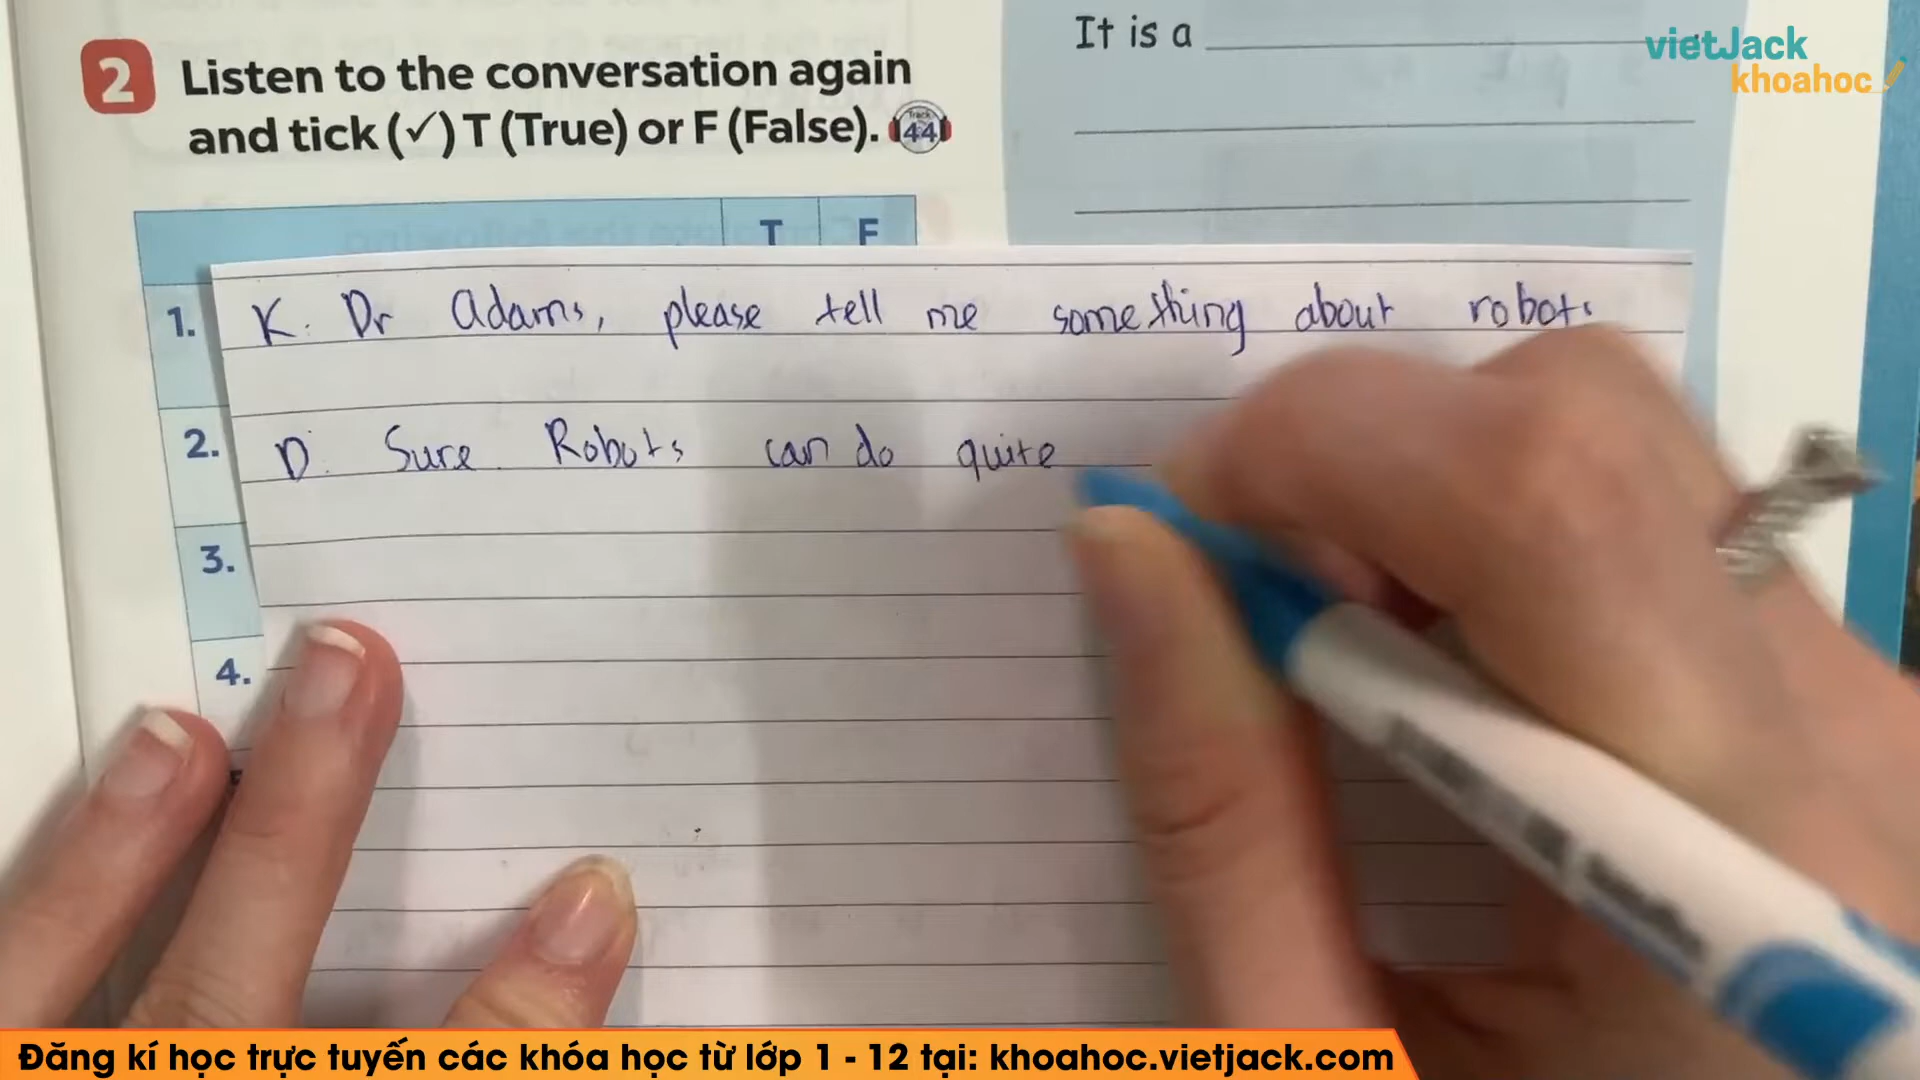 2 Listen to the conversation again
and tick (✓) T (True) or F (False). Track 44
T F
1.
2.
3.
4.
K. Dr Adams, please tell me something about robots
D. Sure. Robots can do quite
It is a
vietJack
khoahoc
Đăng kí học trực tuyến các khóa học từ lớp 1 - 12 tại: khoahoc.vietjack.com